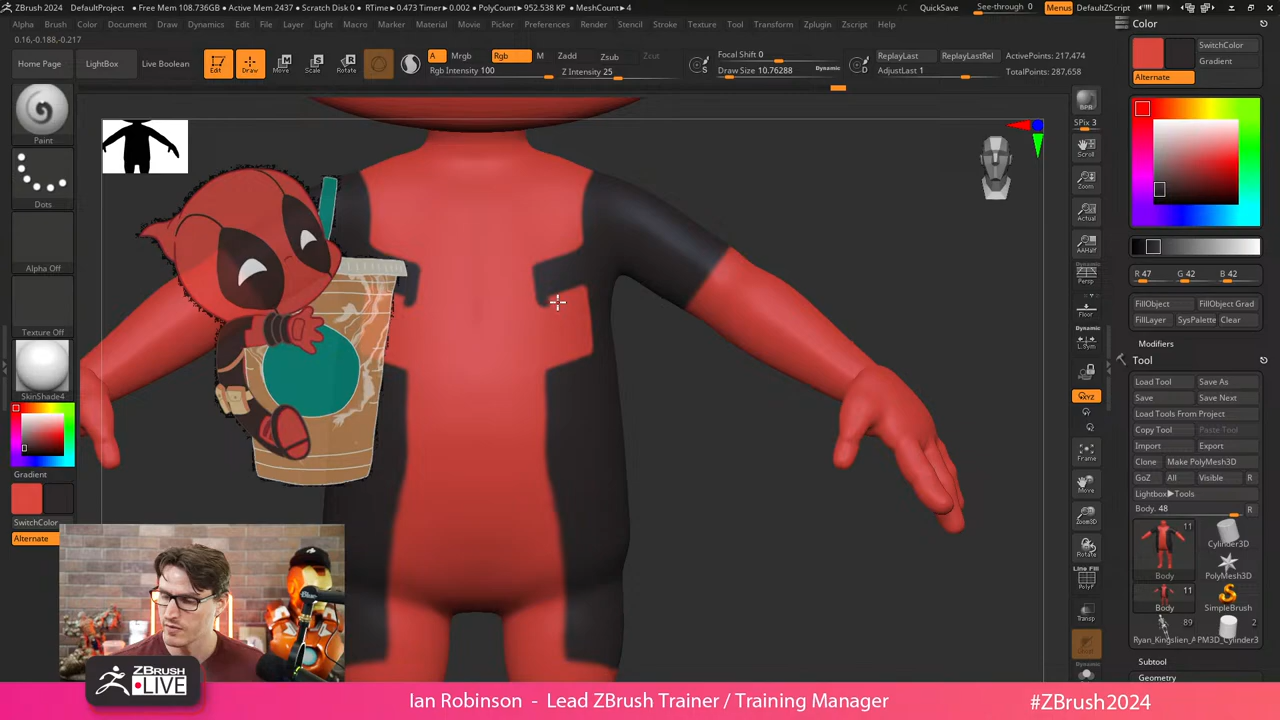 ZBrush 2024 DefaultProject • Free Mem 108.736GB • Active Mem 2437 • Scratch Disk 0 • RTime▶0.473 Timer▶0.002 • PolyCount▶952.538 KP • MeshCount▶4 AC QuickSave See-through 0 Menus DefaultZScript
Alpha Brush Color Document Draw Dynamics Edit File Layer Light Macro Marker Material Movie Picker Preferences Render Stencil Stroke Texture Tool Transform Zplugin Zscript Help
0.16,-0.188,-0.217
Home Page LightBox Live Boolean Edit Draw Move Scale Rotate A Mrgb Rgb M Zadd Zsub Zcut
Rgb Intensity 100 Z Intensity 25
Focal Shift 0
Draw Size 10.76288 Dynamic
ReplayLast ReplayLastRel ActivePoints: 217,474
AdjustLast 1 TotalPoints: 287,658
Paint
Dots
Alpha Off
Texture Off
SkinShade4
Gradient
SwitchColor
Alternate
BPR
SPix 3
Scroll
Zoom
Actual
AAHalf
Dynamic
Persp
Floor
Dynamic
L.Sym
XYZ
Frame
Move
Zoom3D
Rotate
Line Fill
PolyF
Transp
Dynamic
Color
SwitchColor
Gradient
Alternate
R 47 G 42 B 42
FillObject FillObject Grad
FillLayer SysPalette Clear
Modifiers
Tool
Load Tool Save As
Save Save Next
Load Tools From Project
Copy Tool Paste Tool
Import Export
Clone Make PolyMesh3D
GoZ All Visible R
Lightbox▶Tools
Body. 48 R
11
Body
Cylinder3D
PolyMesh3D
11
Body
SimpleBrush
89
2
Ryan_Kingslien_A PM3D_Cylinder3
Subtool
Geometry
ZBRUSH
LIVE
Ian Robinson - Lead ZBrush Trainer / Training Manager
#ZBrush2024